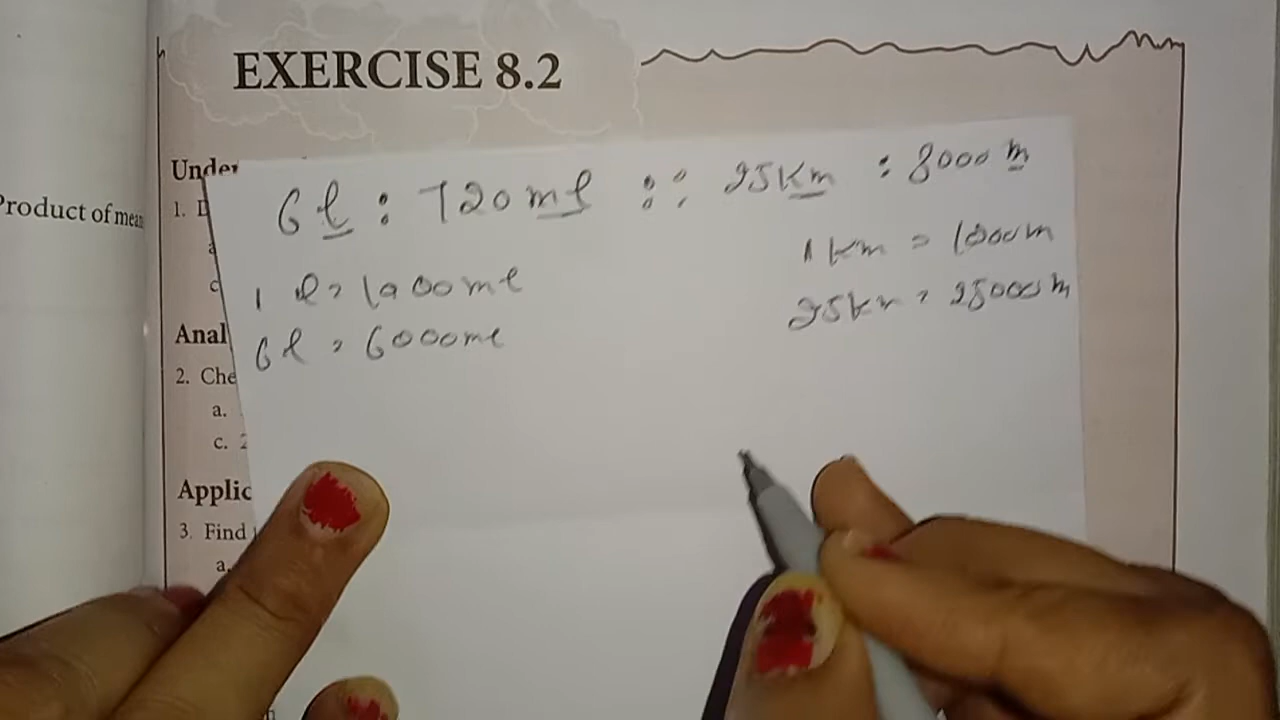 EXERCISE 8.2
Product of
Under
6 l : 720 ml :: 25 km : 8000 m
1.
a
c
1 l = 1000 ml
1 km = 1000 m
6 l = 6000 ml
25 km = 25000 m
Anal
2. Che
a.
c. 2
Applic
3. Find
a.